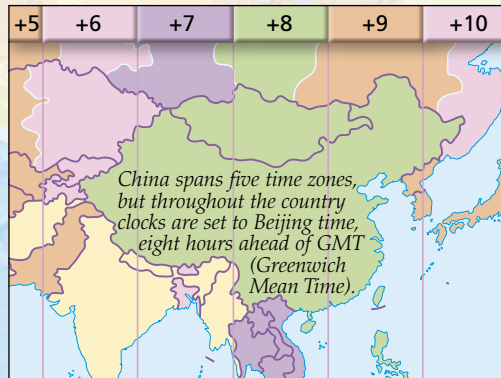 +5 +6 +7 +8 +9 +10
China spans five time zones,
but throughout the country
clocks are set to Beijing time,
eight hours ahead of GMT
(Greenwich
Mean Time).